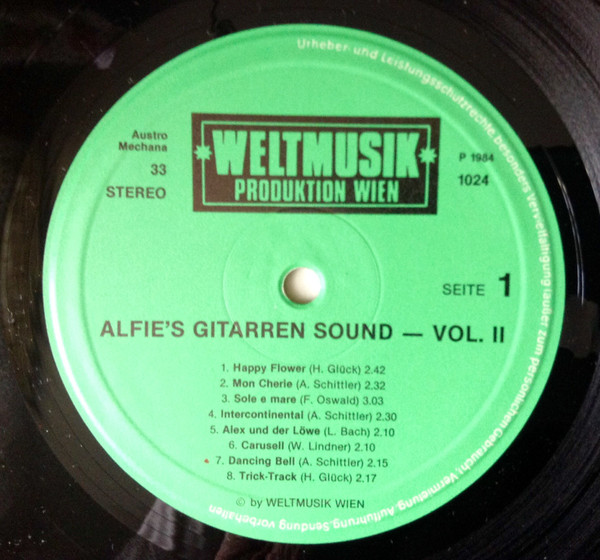 Urheber- und Leistungsschutzrechte, besonders Vervielfältigung (außer zum persönlichen Gebrauch), Vermietung, Aufführung, Sendung vorbehalten
Austro
Mechana
33
STEREO
WELTMUSIK
PRODUKTION WIEN
P 1984
1024
SEITE 1
ALFIE'S GITARREN SOUND — VOL. II
1. Happy Flower (H. Glück) 2.42
2. Mon Cherie (A. Schittler) 2.32
3. Sole e mare (F. Oswald) 3.03
4. Intercontinental (A. Schittler) 2.30
5. Alex und der Löwe (L. Bach) 2.10
6. Carusell (W. Lindner) 2.10
7. Dancing Bell (A. Schittler) 2.15
8. Trick-Track (H. Glück) 2.17
© by WELTMUSIK WIEN